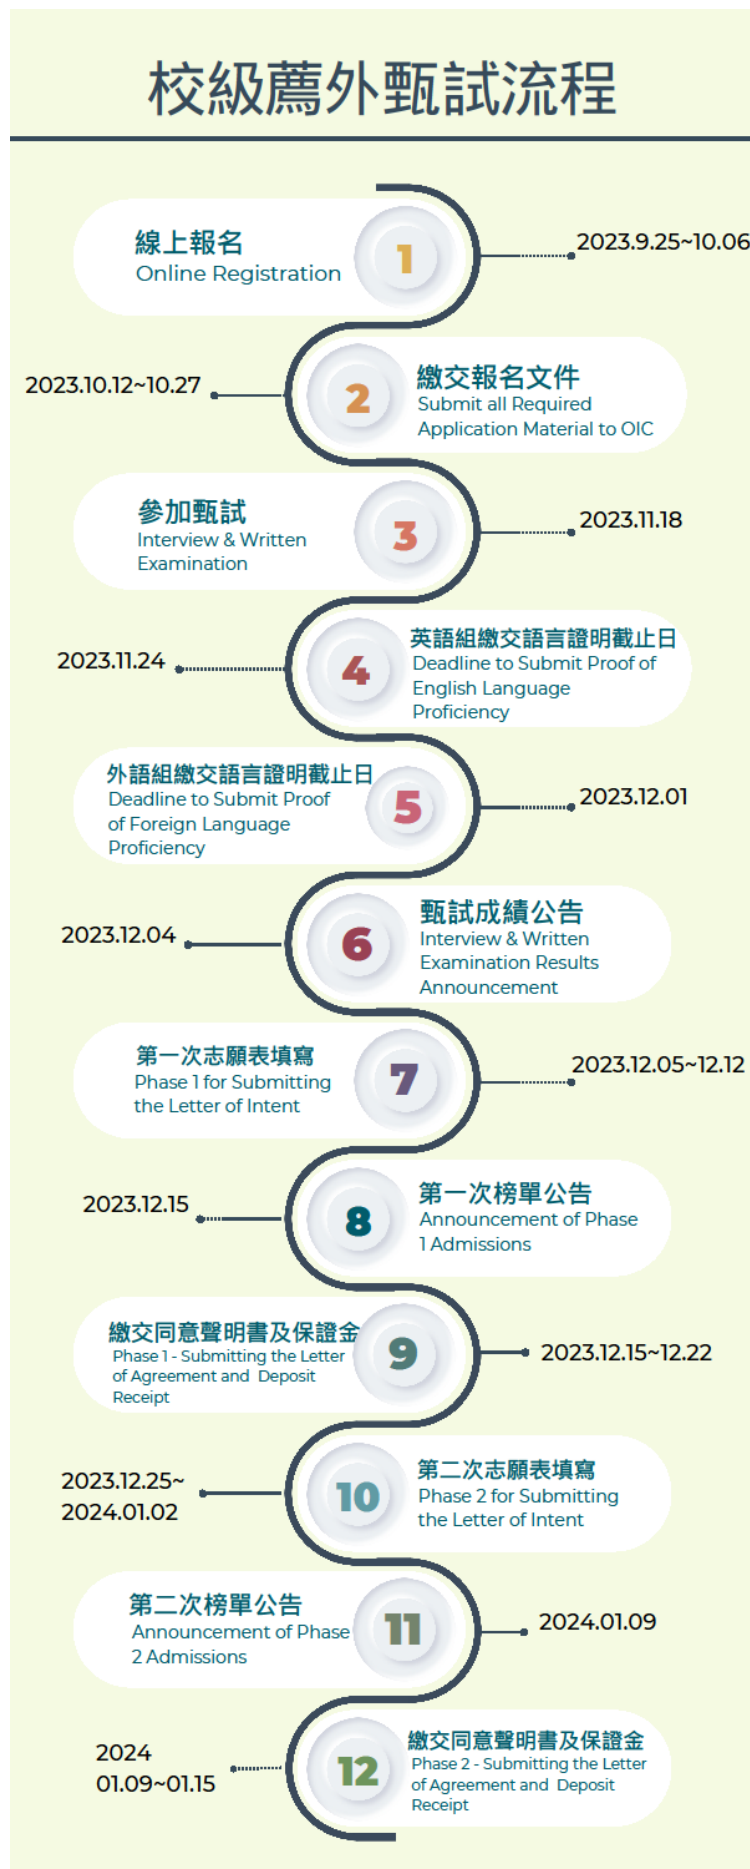 校級薦外甄試流程
線上報名
Online Registration
1
2023.9.25~10.06
2023.10.12~10.27
2
繳交報名文件
Submit all Required
Application Material to OIC
參加甄試
Interview & Written
Examination
3
2023.11.18
2023.11.24
4
英語組繳交語言證明截止日
Deadline to Submit Proof of
English Language
Proficiency
外語組繳交語言證明截止日
Deadline to Submit Proof
of Foreign Language
Proficiency
5
2023.12.01
2023.12.04
6
甄試成績公告
Interview & Written
Examination Results
Announcement
第一次志願表填寫
Phase 1 for Submitting
the Letter of Intent
7
2023.12.05~12.12
2023.12.15
8
第一次榜單公告
Announcement of Phase
1 Admissions
繳交同意聲明書及保證金
Phase 1 - Submitting the Letter
of Agreement and Deposit
Receipt
9
2023.12.15~12.22
2023.12.25~
2024.01.02
10
第二次志願表填寫
Phase 2 for Submitting
the Letter of Intent
第二次榜單公告
Announcement of Phase
2 Admissions
11
2024.01.09
2024
01.09~01.15
12
繳交同意聲明書及保證金
Phase 2 - Submitting the Letter
of Agreement and Deposit
Receipt